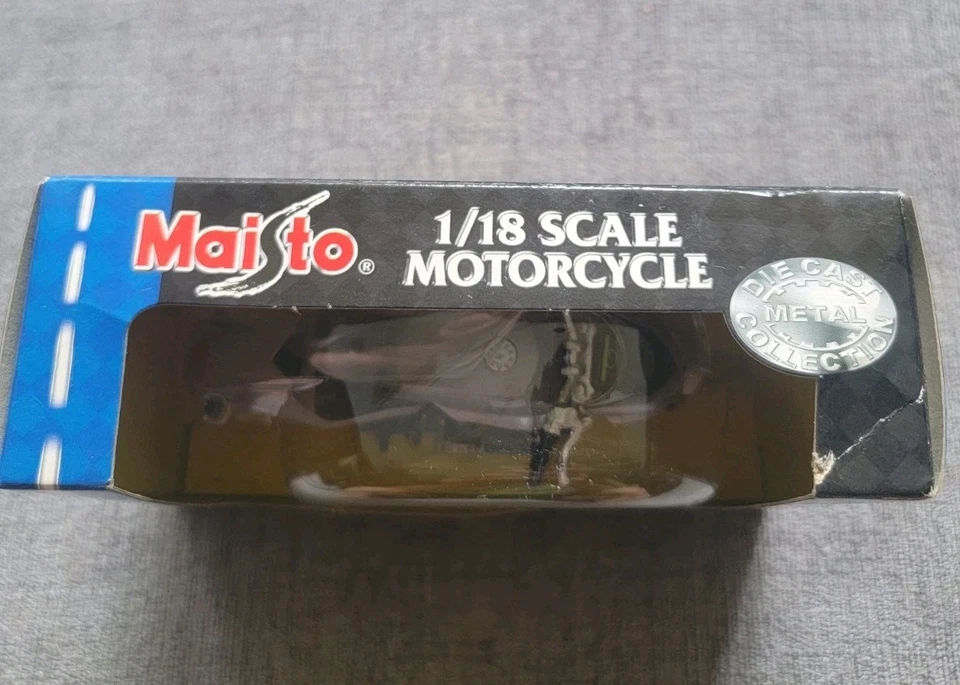 Maisto®
1/18 SCALE
MOTORCYCLE
DIE CAST
METAL
COLLECTION